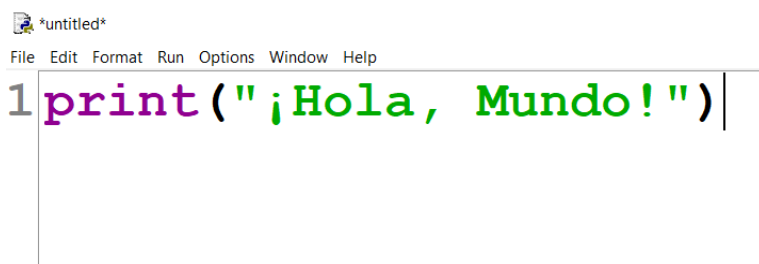 *untitled*
File Edit Format Run Options Window Help
1 print("¡Hola, Mundo!")